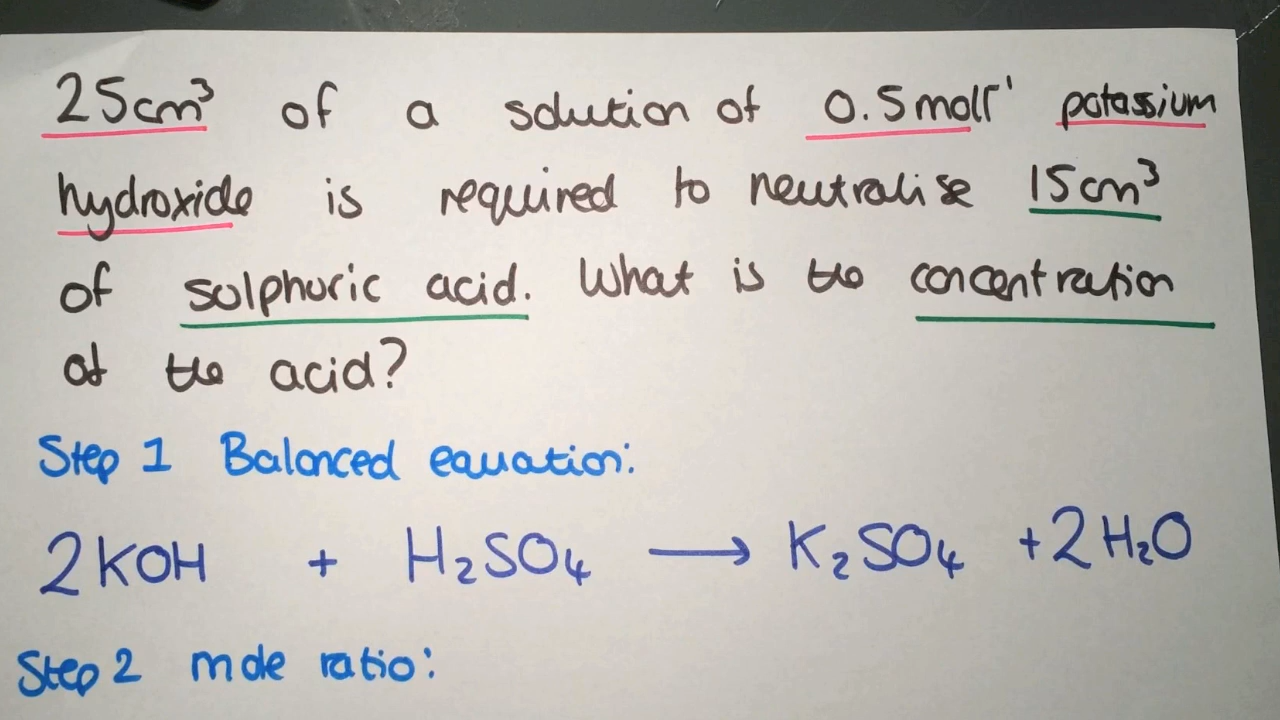 25cm³ of a solution of 0.5moll⁻¹ potassium
hydroxide is required to neutralise 15cm³
of sulphuric acid. What is the concentration
of the acid?
Step 1 Balanced equation:
2KOH + H₂SO₄ → K₂SO₄ +2H₂O
Step 2 mole ratio: